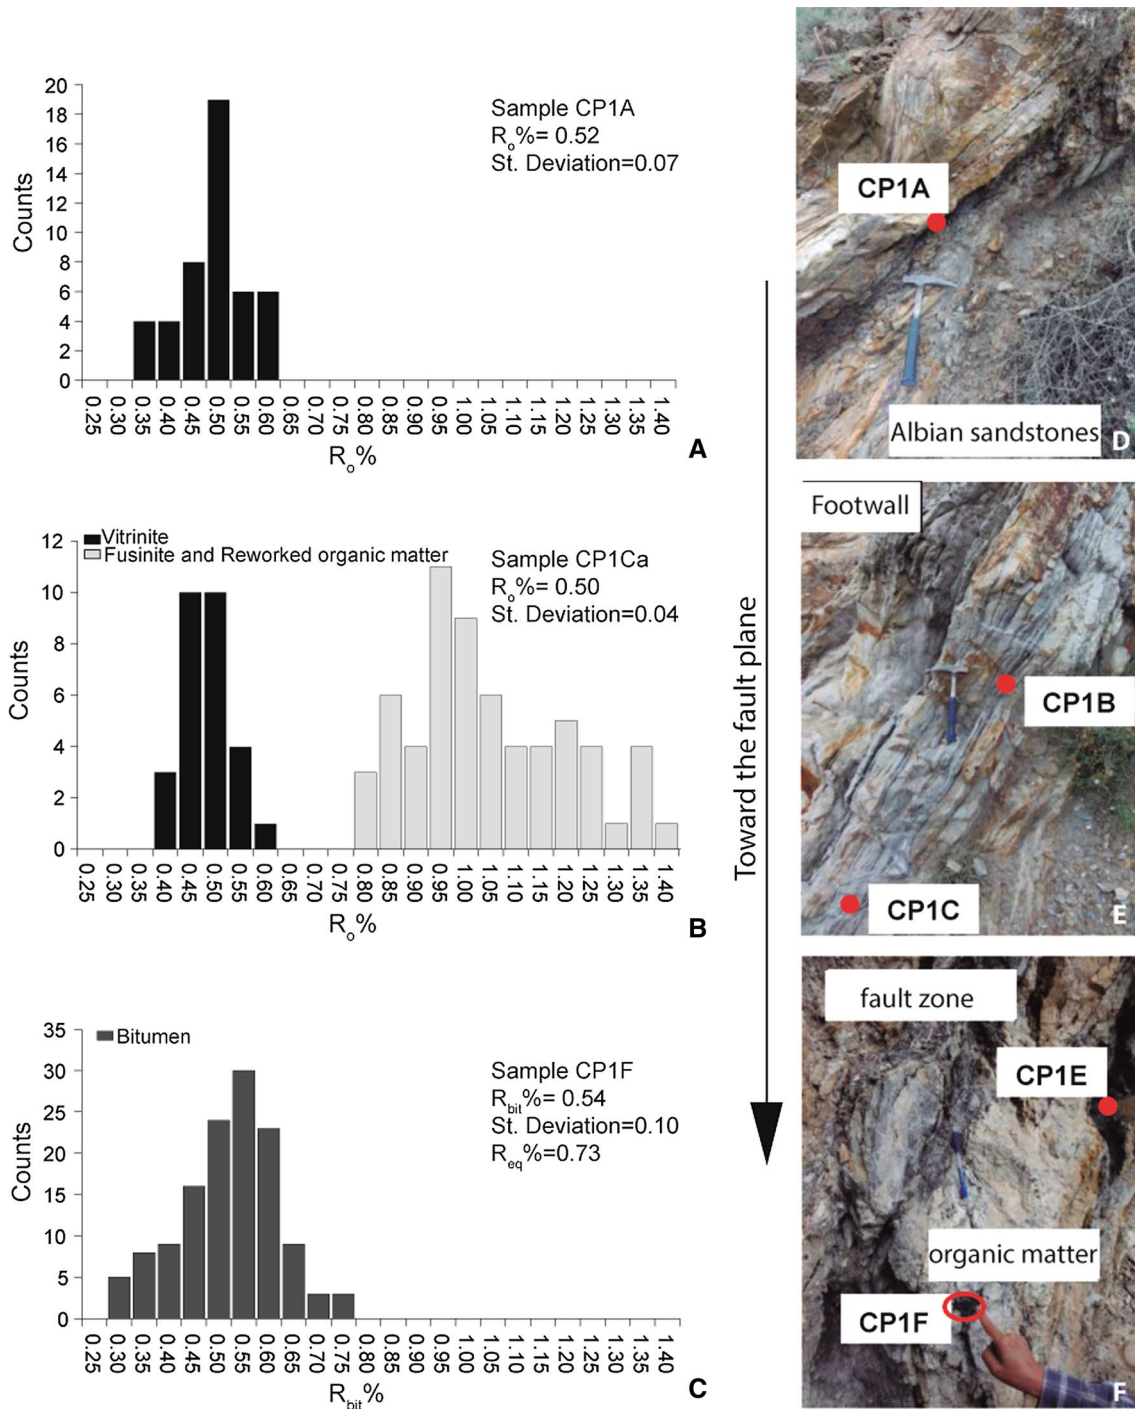 Sample CP1A
Ro%= 0.52
St. Deviation=0.07
Counts
20
18
16
14
12
10
8
6
4
2
0
0.25 0.30 0.35 0.40 0.45 0.50 0.55 0.60 0.65 0.70 0.75 0.80 0.85 0.90 0.95 1.00 1.05 1.10 1.15 1.20 1.25 1.30 1.35 1.40
Ro%
A
Vitrinite
Fusinite and Reworked organic matter
Sample CP1Ca
Ro%= 0.50
St. Deviation=0.04
Counts
12
10
8
6
4
2
0
0.25 0.30 0.35 0.40 0.45 0.50 0.55 0.60 0.65 0.70 0.75 0.80 0.85 0.90 0.95 1.00 1.05 1.10 1.15 1.20 1.25 1.30 1.35 1.40
Ro%
B
Bitumen
Sample CP1F
Rbit%= 0.54
St. Deviation=0.10
Req%=0.73
Counts
35
30
25
20
15
10
5
0
0.25 0.30 0.35 0.40 0.45 0.50 0.55 0.60 0.65 0.70 0.75 0.80 0.85 0.90 0.95 1.00 1.05 1.10 1.15 1.20 1.25 1.30 1.35 1.40
Rbit%
C
Toward the fault plane
CP1A
Albian sandstones
D
Footwall
CP1B
CP1C
E
fault zone
CP1E
organic matter
CP1F
F